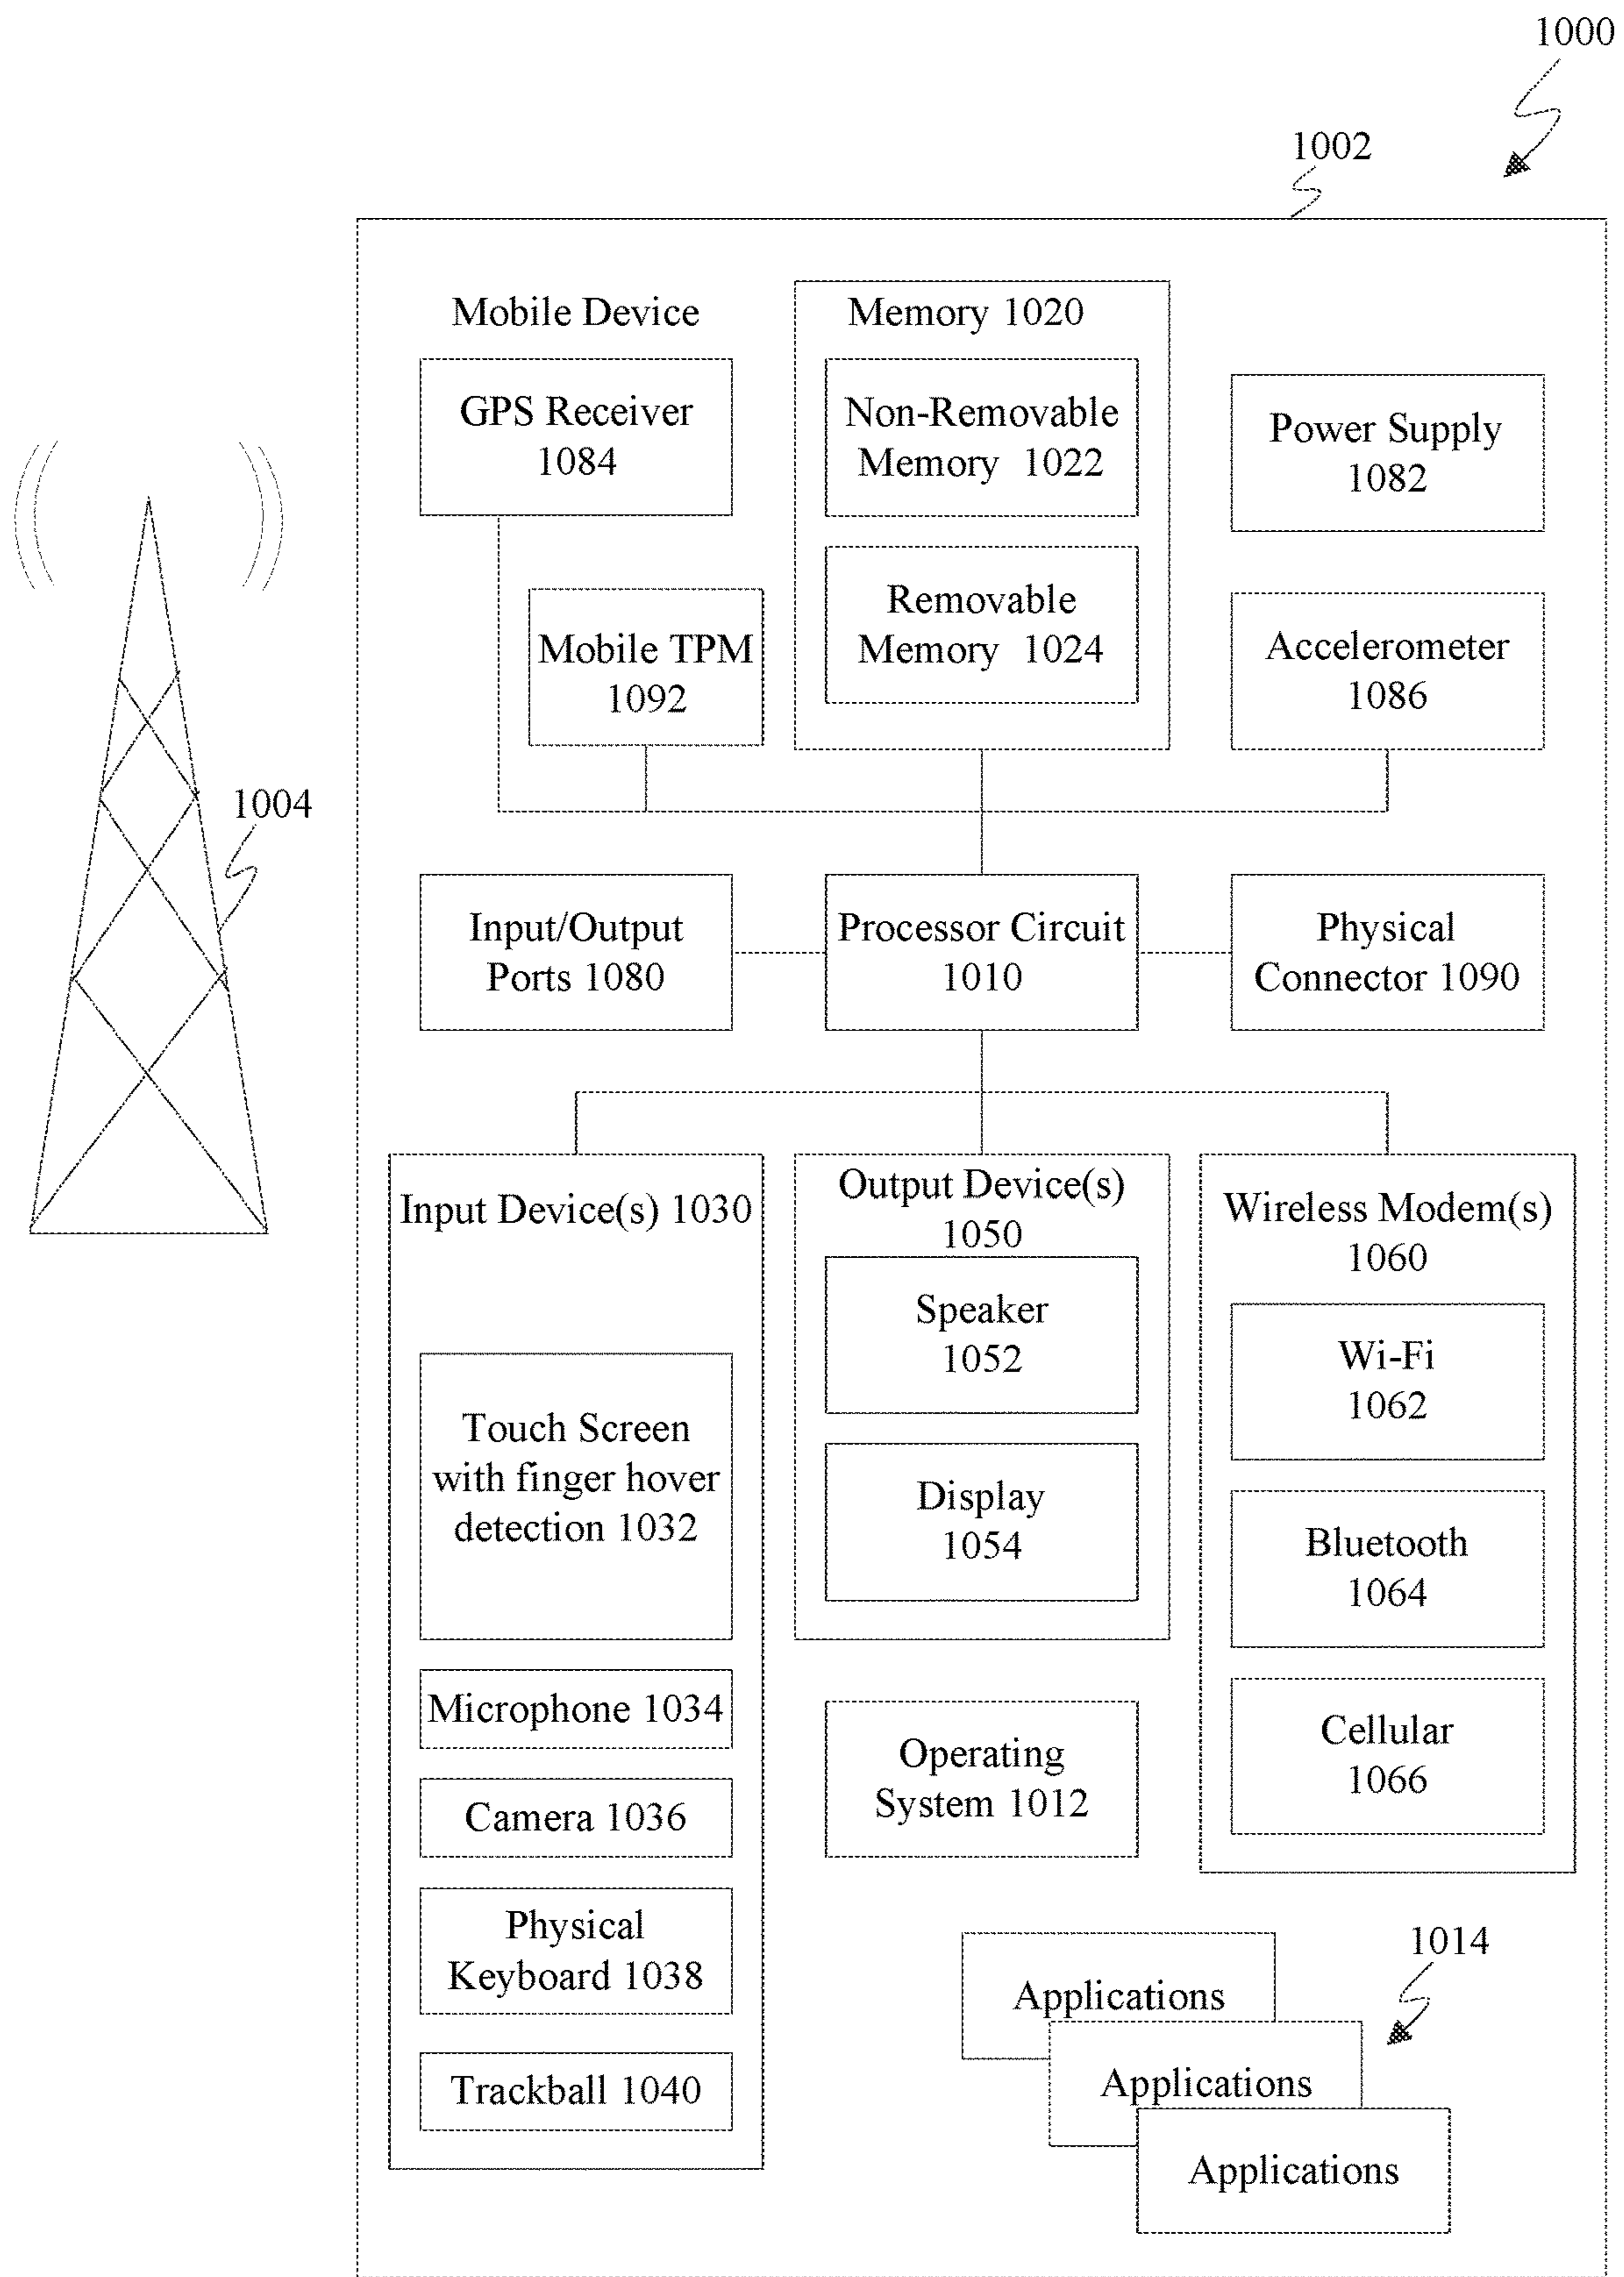 1000
1002
Mobile Device
Memory 1020
GPS Receiver
1084
Non-Removable
Memory 1022
Power Supply
1082
Mobile TPM
1092
Removable
Memory 1024
Accelerometer
1086
1004
Input/Output
Ports 1080
Processor Circuit
1010
Physical
Connector 1090
Input Device(s) 1030
Output Device(s)
1050
Wireless Modem(s)
1060
Touch Screen
with finger hover
detection 1032
Speaker
1052
Display
1054
Wi-Fi
1062
Bluetooth
1064
Cellular
1066
Microphone 1034
Camera 1036
Physical
Keyboard 1038
Trackball 1040
Operating
System 1012
1014
Applications
Applications
Applications